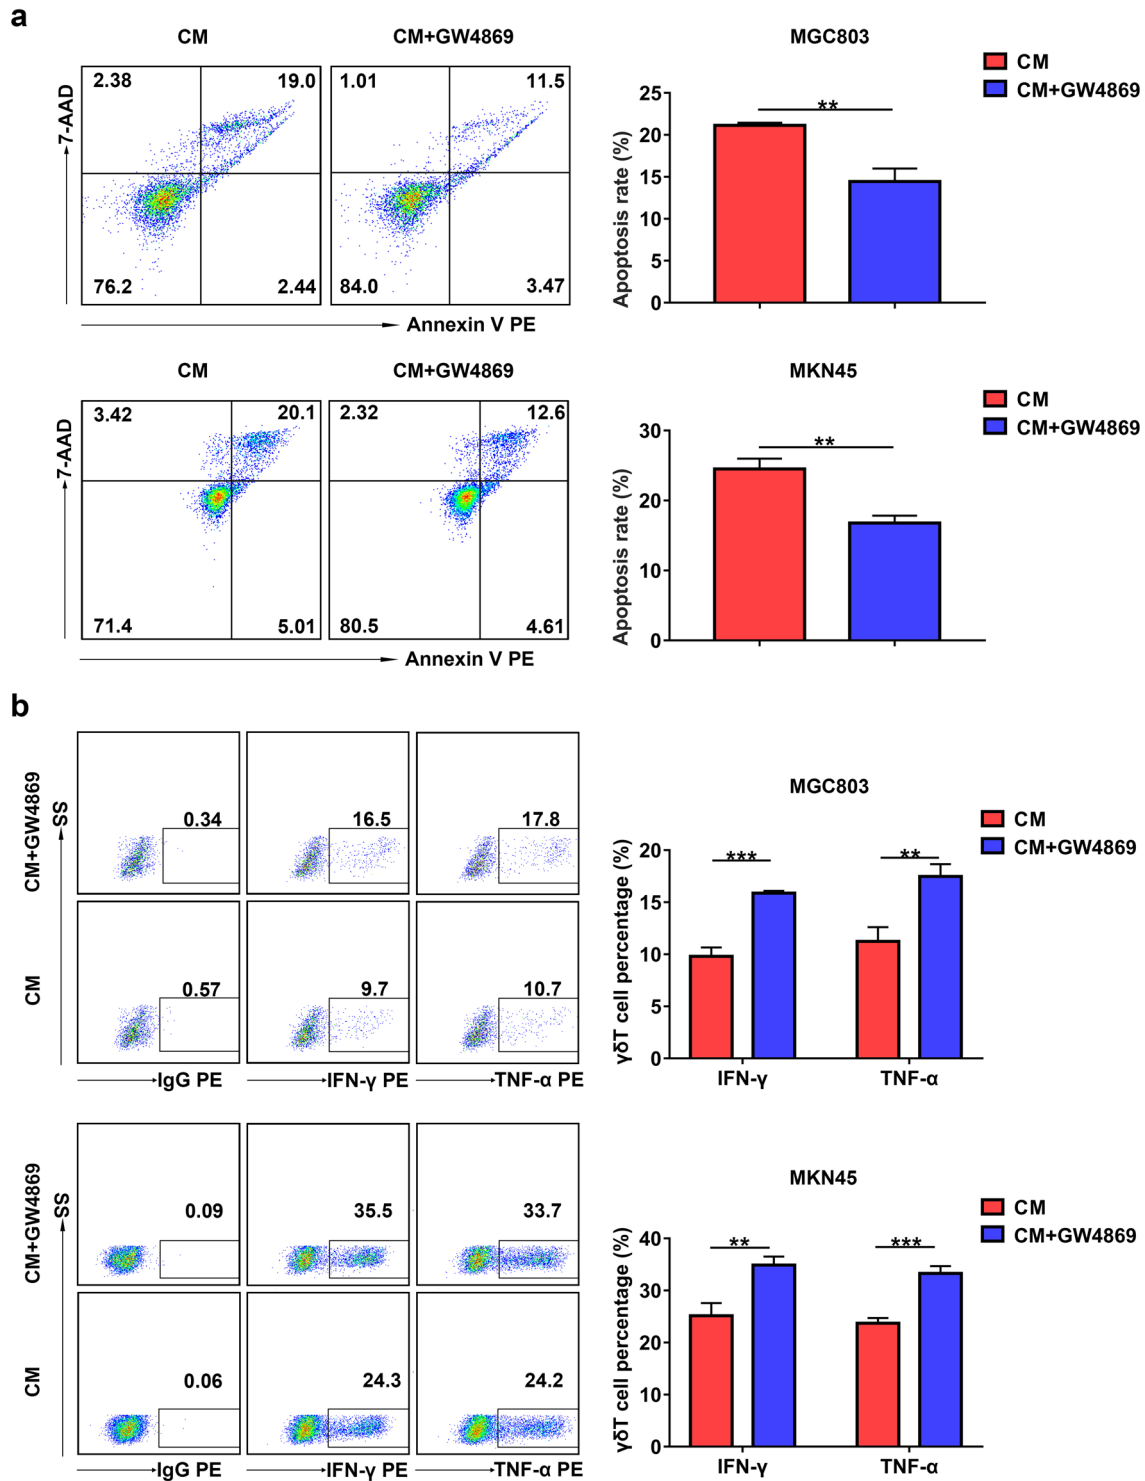 a
CM
CM+GW4869
7-AAD
2.38
19.0
76.2
2.44
1.01
11.5
84.0
3.47
Annexin V PE
MGC803
CM
CM+GW4869
Apoptosis rate (%)
25
20
15
10
5
0
**
CM
CM+GW4869
7-AAD
3.42
20.1
71.4
5.01
2.32
12.6
80.5
4.61
Annexin V PE
MKN45
CM
CM+GW4869
Apoptosis rate (%)
30
20
10
0
**
b
CM+GW4869
SS
0.34
16.5
17.8
CM
0.57
9.7
10.7
IgG PE
IFN-γ PE
TNF-α PE
MGC803
CM
CM+GW4869
γδT cell percentage (%)
20
15
10
5
0
***
**
IFN-γ
TNF-α
CM+GW4869
SS
0.09
35.5
33.7
CM
0.06
24.3
24.2
IgG PE
IFN-γ PE
TNF-α PE
MKN45
CM
CM+GW4869
γδT cell percentage (%)
40
30
20
10
0
**
***
IFN-γ
TNF-α